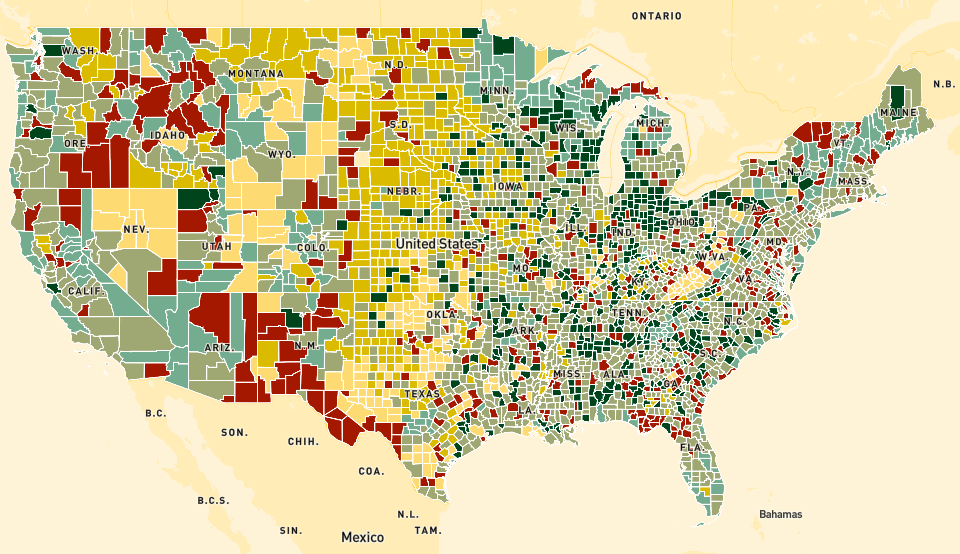 ONTARIO
WASH.
N.D.
MONTANA
N.B.
MINN.
MAINE
S.D.
WIS.
MICH.
ORE.
IDAHO
VT.
WYO.
N.Y.
MASS.
NEBR.
IOWA
PA.
OHIO
NEV.
ILL.
IND.
UTAH
COLO.
United States
MD.
W.VA.
MO.
KY.
VA.
CALIF.
OKLA.
TENN.
N.C.
ARK.
ARIZ.
N.M.
S.C.
MISS.
ALA.
GA.
TEXAS
LA.
B.C.
SON.
CHIH.
FLA.
COA.
B.C.S.
N.L.
Bahamas
SIN.
TAM.
Mexico